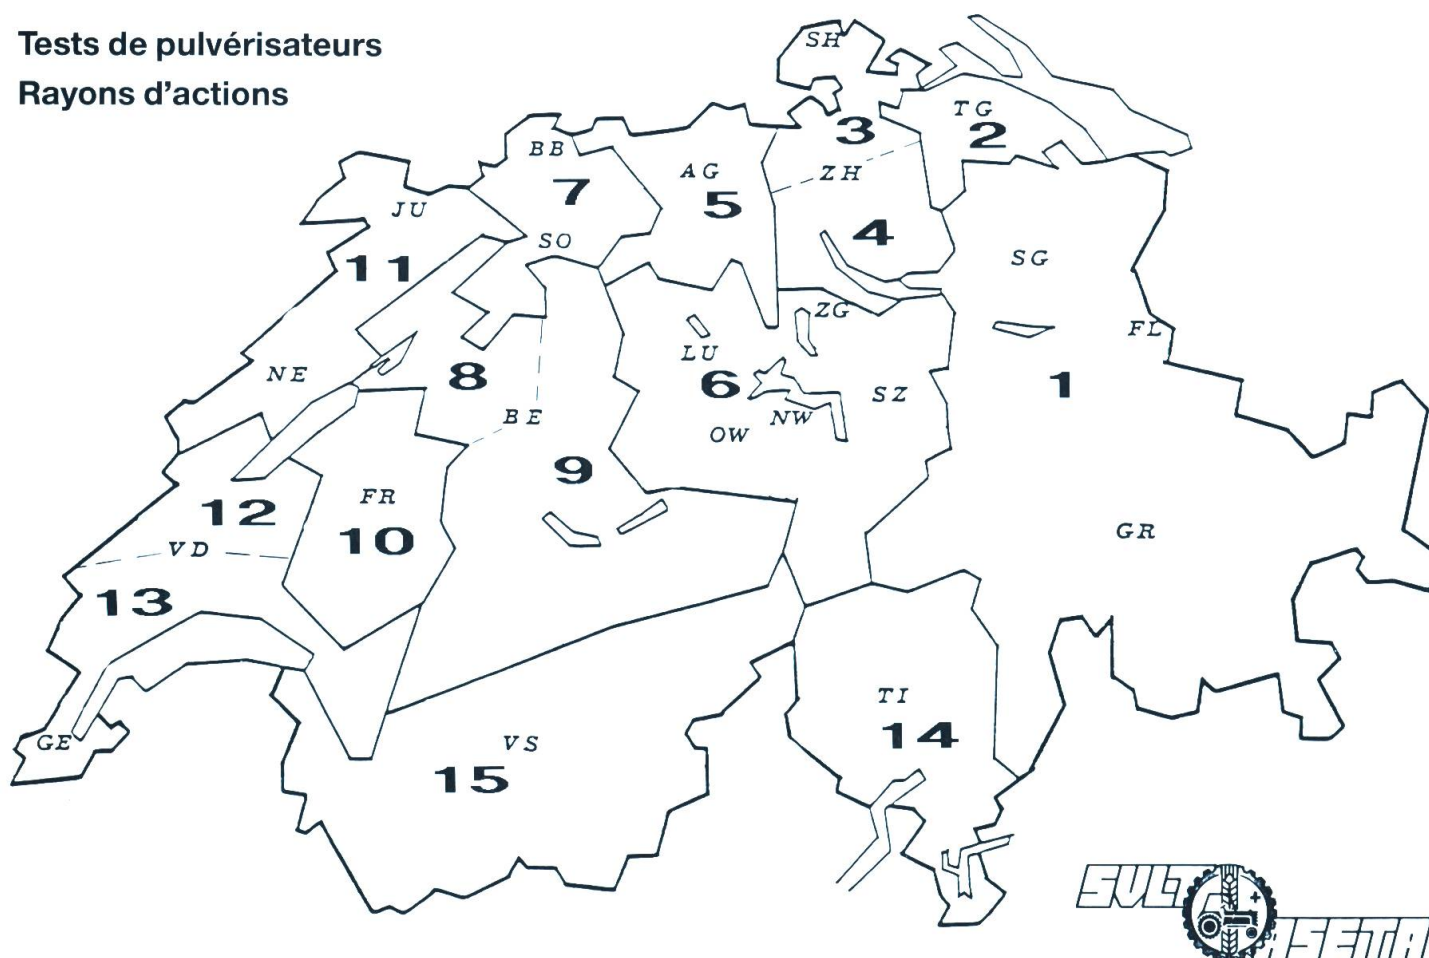 Tests de pulvérisateurs
Rayons d'actions
SH
TG
2
3
BB
7
AG
5
ZH
JU
SO
4
11
SG
ZG
FL
LU
NE
8
6
1
SZ
BE
NW
OW
9
FR
12
10
GR
VD
13
TI
14
GE
VS
15
SVLT
ASETA